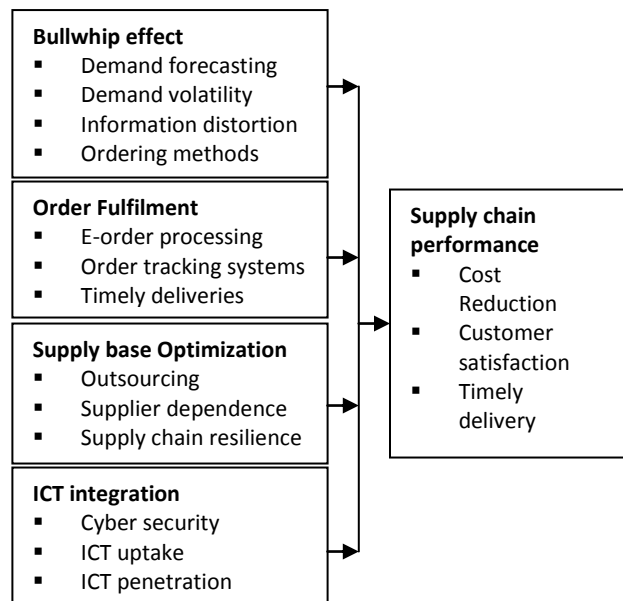 Bullwhip effect
▪ Demand forecasting
▪ Demand volatility
▪ Information distortion
▪ Ordering methods
Order Fulfilment
▪ E-order processing
▪ Order tracking systems
▪ Timely deliveries
Supply base Optimization
▪ Outsourcing
▪ Supplier dependence
▪ Supply chain resilience
ICT integration
▪ Cyber security
▪ ICT uptake
▪ ICT penetration
Supply chain
performance
▪ Cost
Reduction
▪ Customer
satisfaction
▪ Timely
delivery